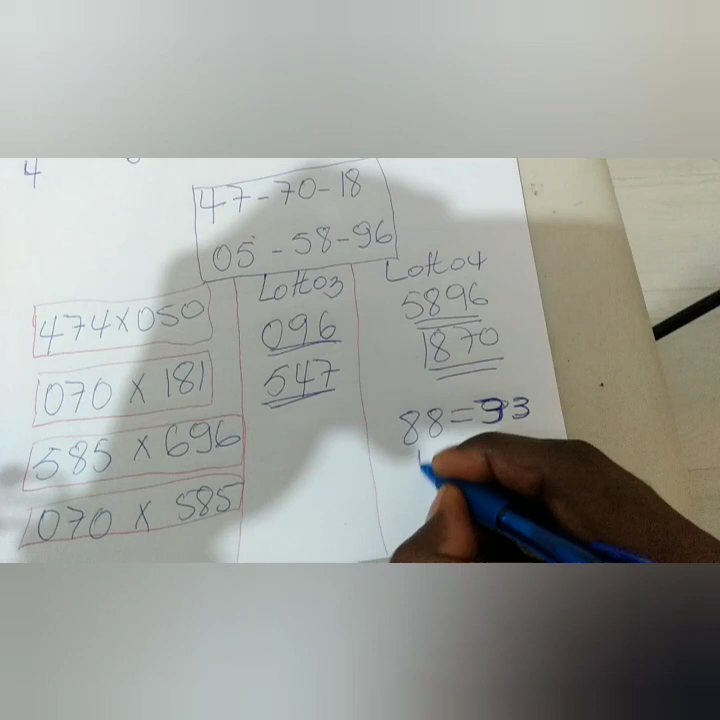 4
47-70-18
05-58-96
Lotto3
Lotto4
474x050
096
5896
547
1870
070 x 181
88=93
585 x 696
070 x 585